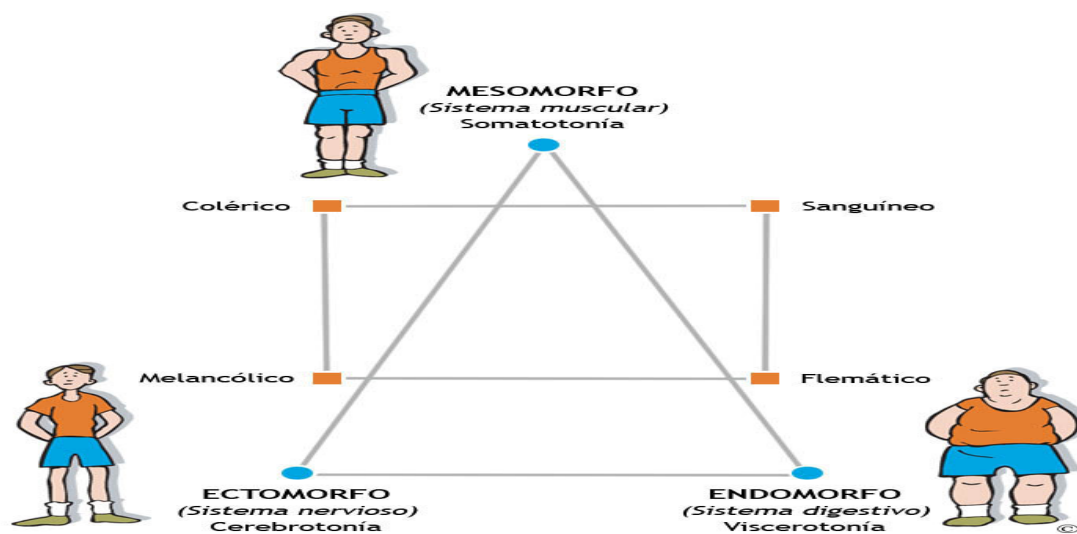 MESOMORFO
(Sistema muscular)
Somatotonía
Colérico
Sanguíneo
Melancólico
Flemático
ECTOMORFO
(Sistema nervioso)
Cerebrotonía
ENDOMORFO
(Sistema digestivo)
Viscerotonía
©